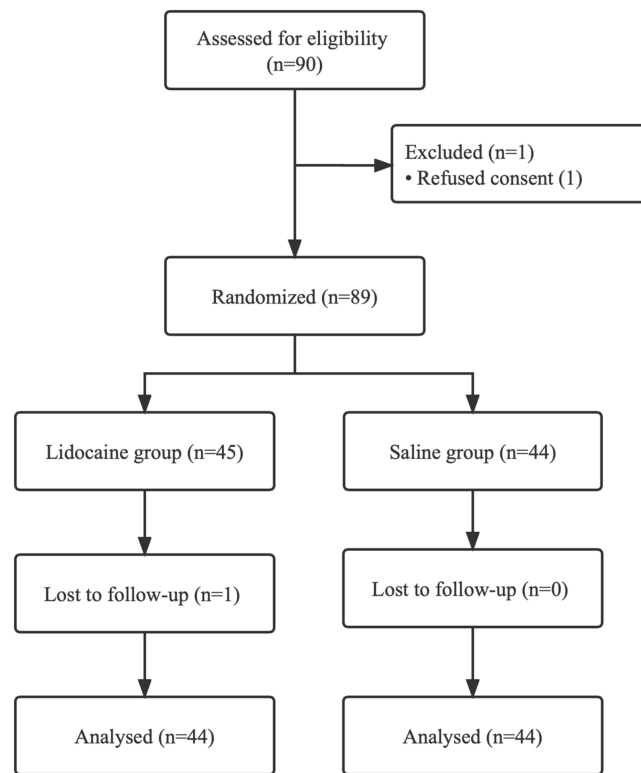 Assessed for eligibility
(n=90)
Excluded (n=1)
• Refused consent (1)
Randomized (n=89)
Lidocaine group (n=45)
Saline group (n=44)
Lost to follow-up (n=1)
Lost to follow-up (n=0)
Analysed (n=44)
Analysed (n=44)